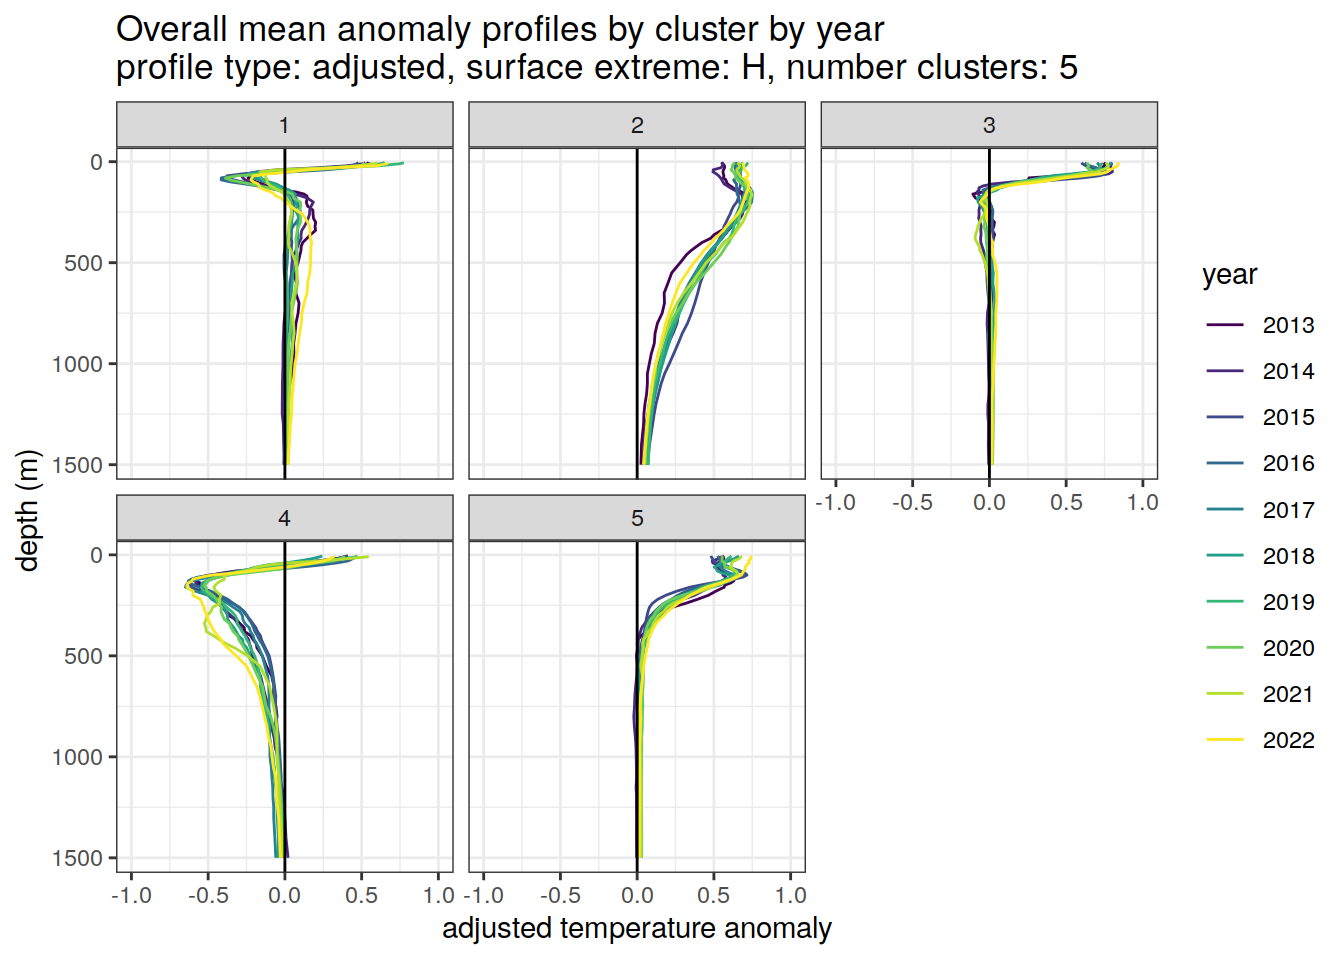 Overall mean anomaly profiles by cluster by year
profile type: adjusted, surface extreme: H, number clusters: 5
1
2
3
0
500
1000
1500
-1.0 -0.5 0.0 0.5 1.0
4
5
0
500
1000
1500
-1.0 -0.5 0.0 0.5 1.0
-1.0 -0.5 0.0 0.5 1.0
depth (m)
adjusted temperature anomaly
year
2013
2014
2015
2016
2017
2018
2019
2020
2021
2022